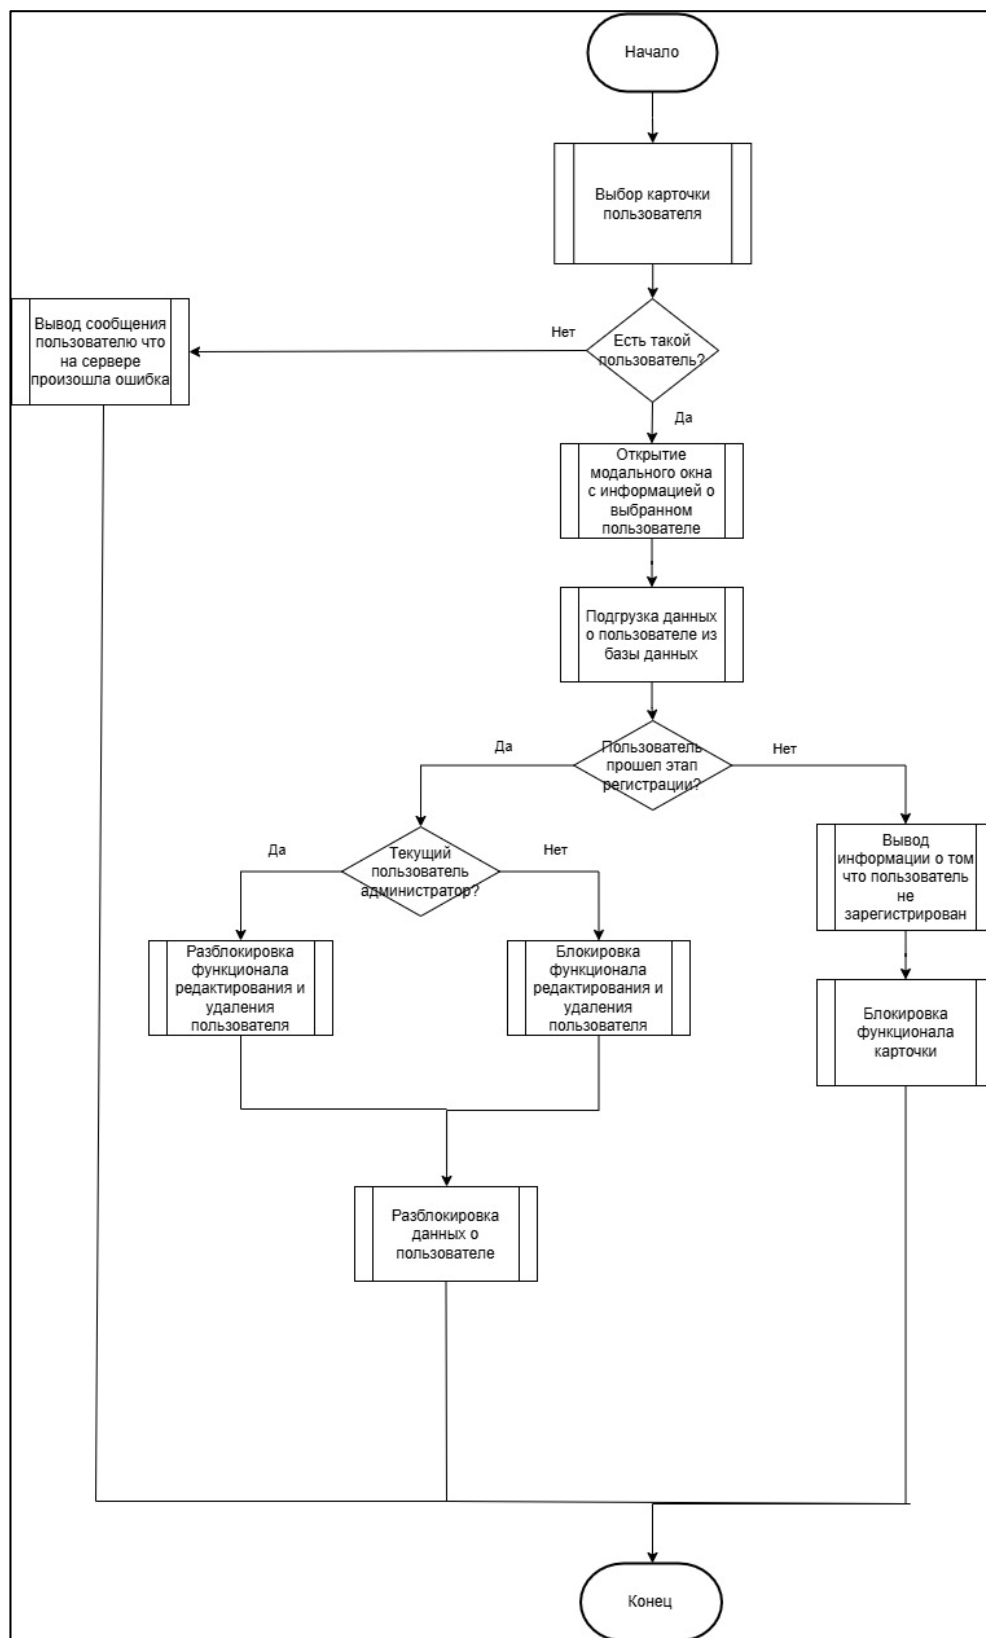 Начало
Выбор карточки
пользователя
Нет
Есть такой
пользователь?
Вывод сообщения
пользователю что
на сервере
произошла ошибка
Да
Открытие
модального окна
с информацией о
выбранном
пользователе
Подгрузка данных
о пользователе из
базы данных
Да
Пользователь
прошел этап
регистрации?
Нет
Да
Текущий
пользователь
администратор?
Нет
Вывод
информации о том
что пользователь
не
зарегистрирован
Разблокировка
функционала
редактирования и
удаления
пользователя
Блокировка
функционала
редактирования и
удаления
пользователя
Блокировка
функционала
карточки
Разблокировка
данных о
пользователе
Конец